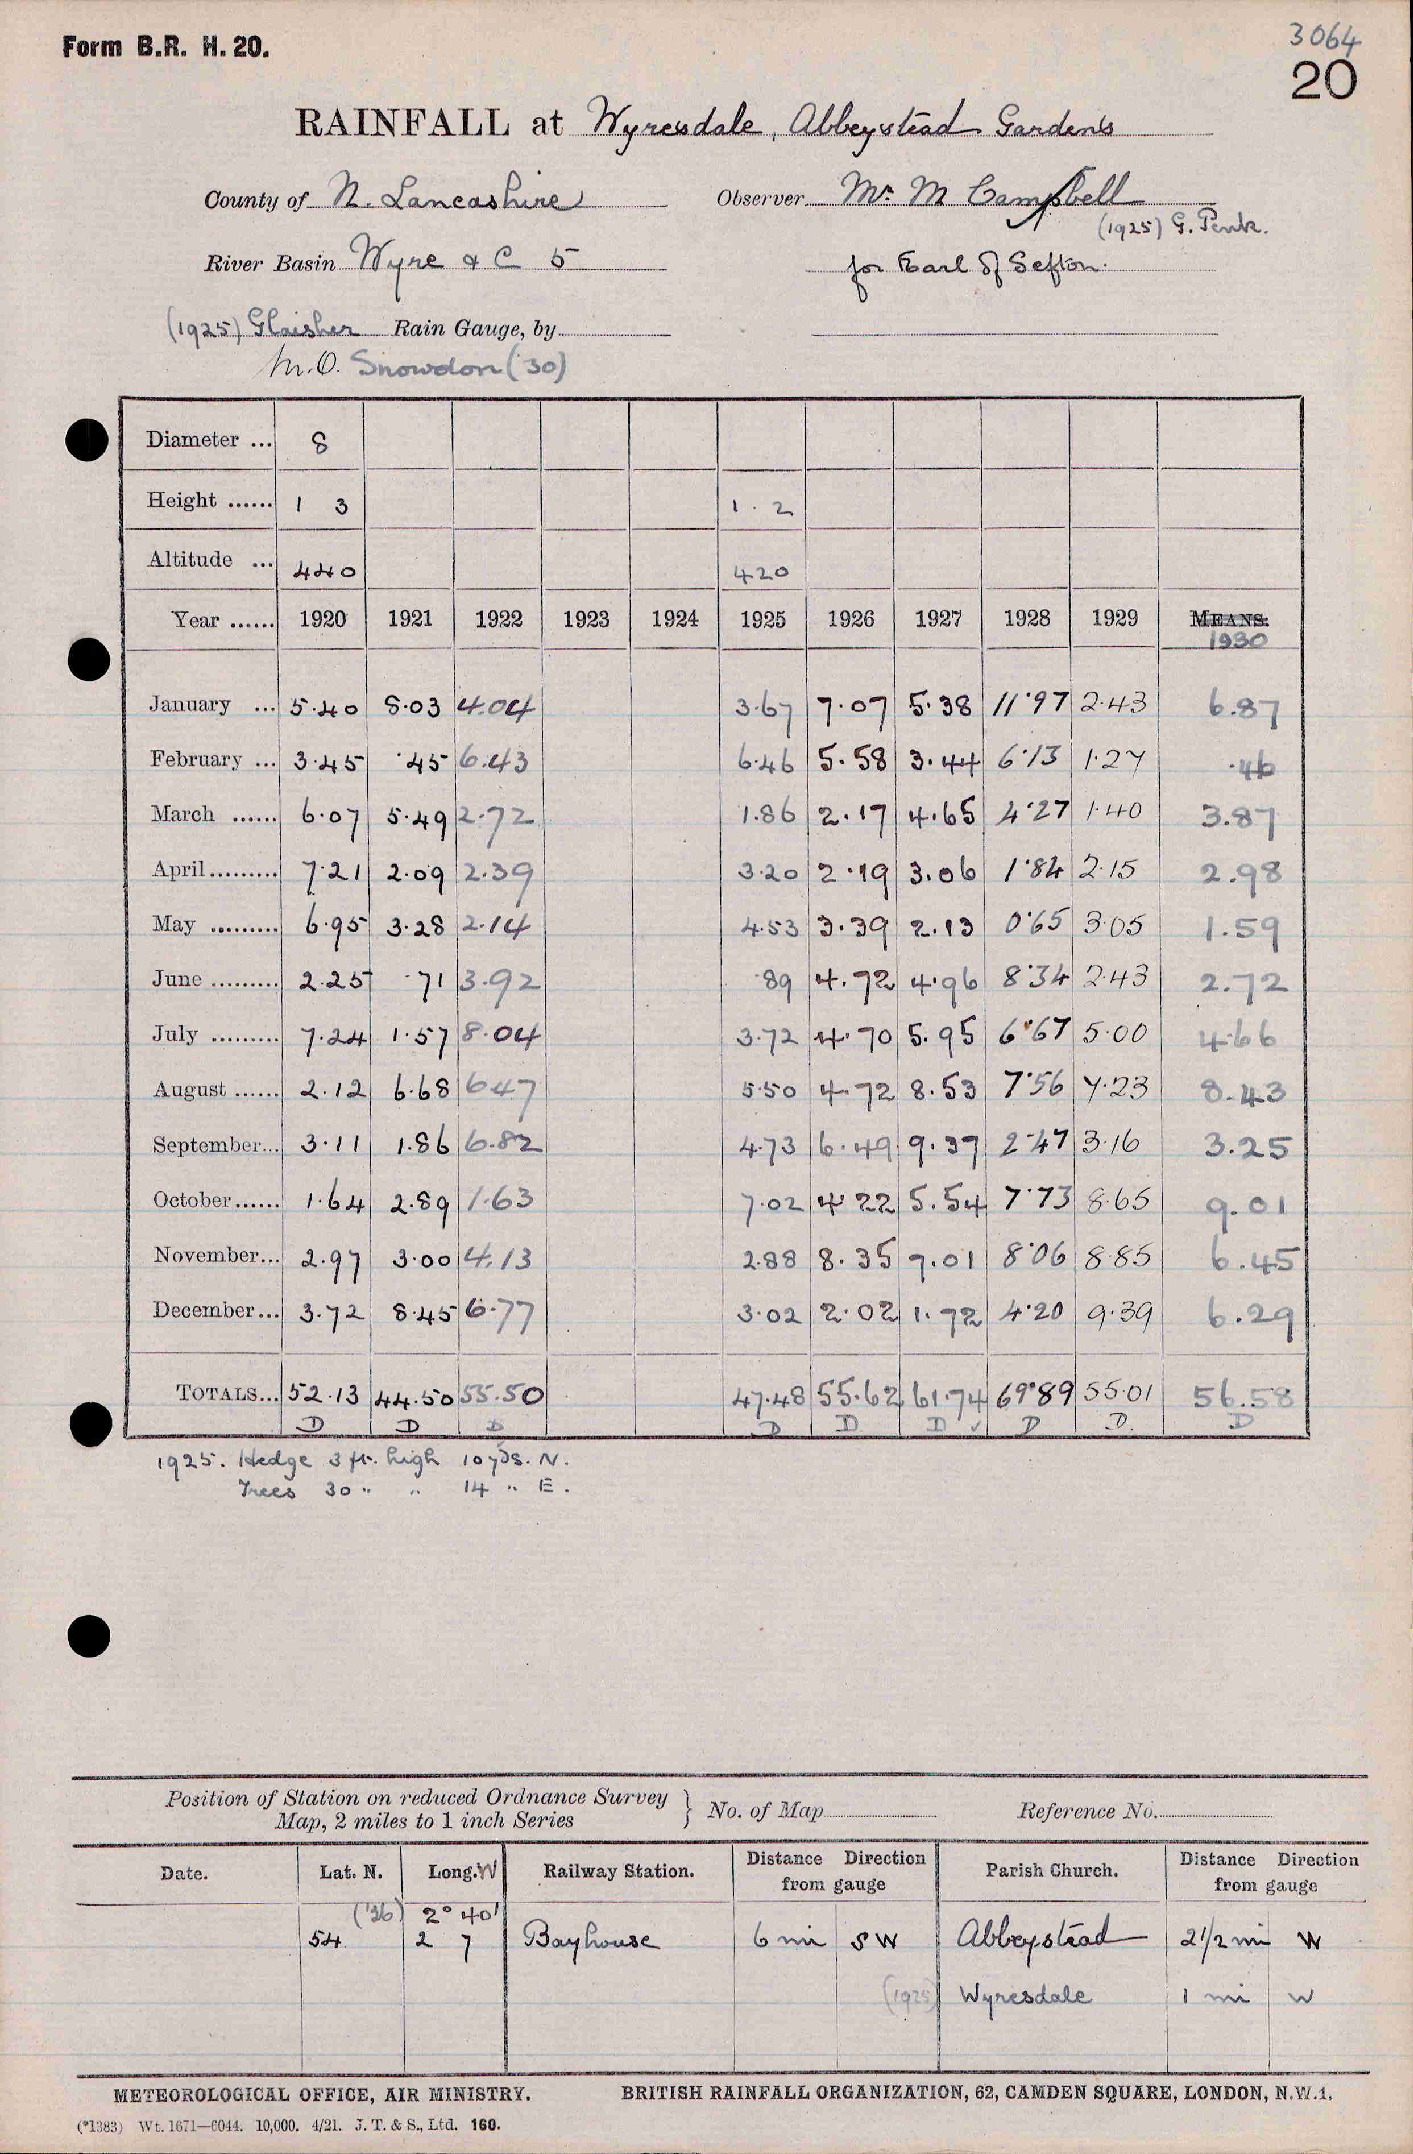 3064
Form B.R. H. 20.
20
RAINFALL at Wyresdale, Abbeystead Gardens
County of N. Lancashire Observer Mr. M Campbell
(1925) G. Penk.
River Basin Wyre & C 5 for Earl of Sefton.
(1925) Glaisher Rain Gauge, by
M.O. Snowdon ('30)
Diameter ... 8
Height ...... 1 3 1 . 2
Altitude ... 440 420
Year ...... 1920 1921 1922 1923 1924 1925 1926 1927 1928 1929 MEANS.
1930
January ... 5.40 8.03 4.04 3.67 7.07 5.38 11.97 2.43 6.87
February ... 3.45 .45 6.43 6.46 5.58 3.44 6.13 1.27 .46
March ...... 6.07 5.49 2.72 1.86 2.17 4.65 4.27 1.40 3.87
April ......... 7.21 2.09 2.39 3.20 2.19 3.06 1.84 2.15 2.98
May ......... 6.95 3.28 2.14 4.53 3.39 2.13 0.65 3.05 1.59
June ......... 2.25 .71 3.92 .89 4.72 4.96 8.34 2.43 2.72
July ......... 7.24 1.57 8.04 3.72 4.70 5.95 6.67 5.00 4.66
August ...... 2.12 6.68 6.47 5.50 4.72 8.53 7.56 7.23 8.43
September... 3.11 1.86 6.82 4.73 6.49 9.37 2.47 3.16 3.25
October...... 1.64 2.89 1.63 7.02 4.22 5.54 7.73 8.65 9.01
November... 2.97 3.00 4.13 2.88 8.35 7.01 8.06 8.85 6.45
December... 3.72 8.45 6.77 3.02 2.02 1.72 4.20 9.39 6.29
TOTALS... 52.13 44.50 55.50 47.48 55.62 61.74 69.89 55.01 56.58
D D D D D D ✓ D D. D
1925. Hedge 3 ft. high 10 yds. N.
Trees 30 " " 14 " E.
Position of Station on reduced Ordnance Survey
Map, 2 miles to 1 inch Series } No. of Map Reference No.
Date. Lat. N. Long. W Railway Station. Distance Direction from gauge Parish Church. Distance Direction from gauge
('26) 2° 40'
54 2 7 Bayhouse 6 mi SW Abbeystead 2 1/2 mi W
(1925) Wyresdale 1 mi W
METEOROLOGICAL OFFICE, AIR MINISTRY. BRITISH RAINFALL ORGANIZATION, 62, CAMDEN SQUARE, LONDON, N.W.1.
(*1383) Wt. 1671—6044. 10,000. 4/21. J. T. & S., Ltd. 160.